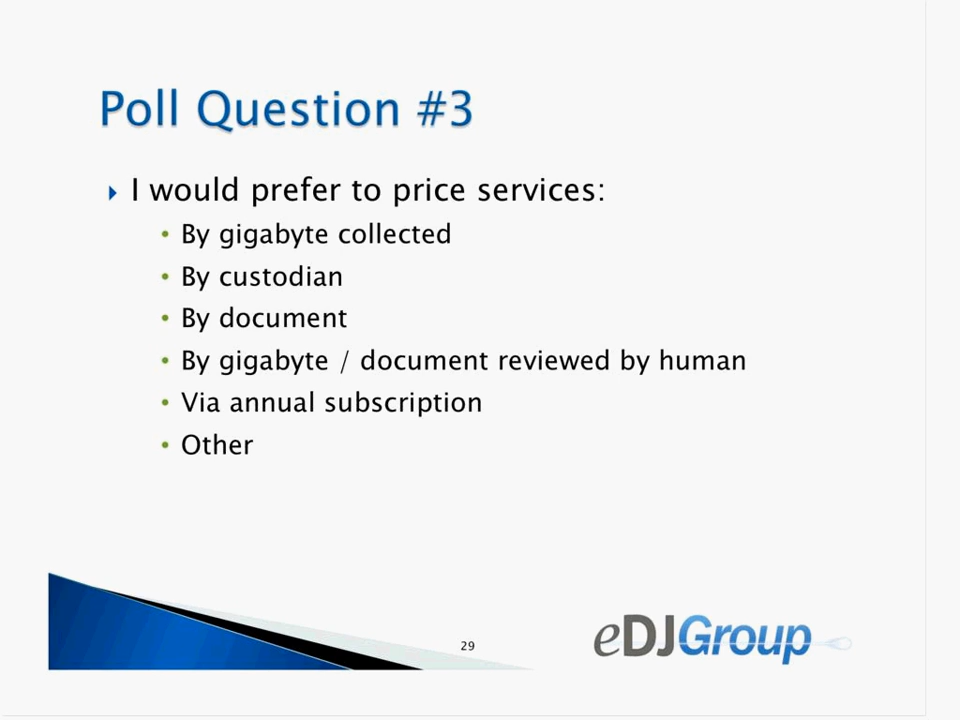 Poll Question #3
I would prefer to price services:
By gigabyte collected
By custodian
By document
By gigabyte / document reviewed by human
Via annual subscription
Other
29
eDJGroup